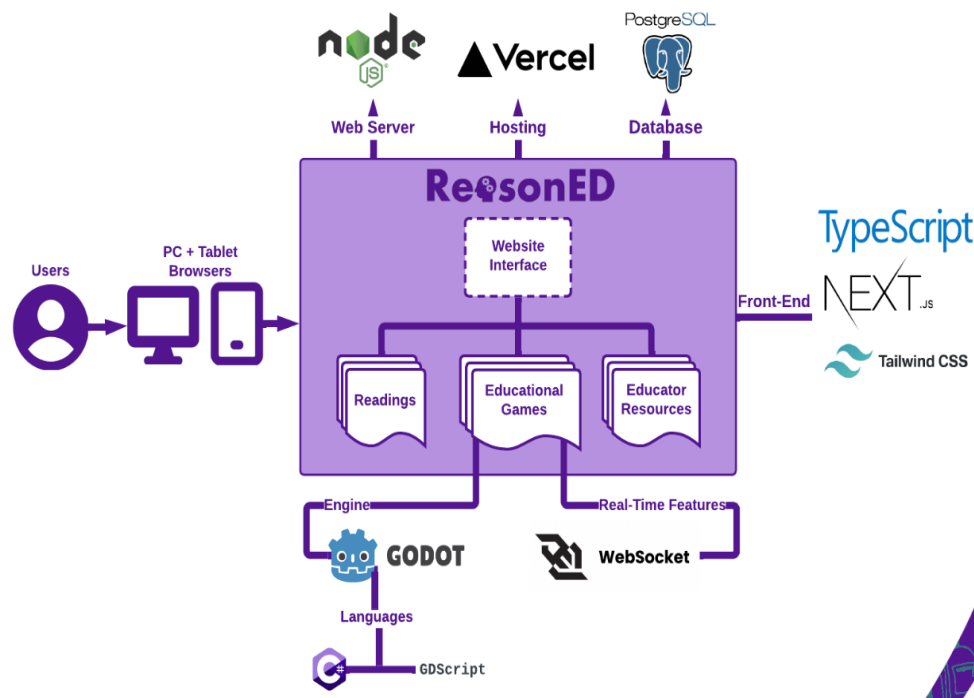 node
JS
Vercel
PostgreSQL
Web Server
Hosting
Database
ReasonED
Website
Interface
TypeScript
Users
PC + Tablet
Browsers
Front-End
NEXT.JS
Tailwind CSS
Readings
Educational
Games
Educator
Resources
Engine
Real-Time Features
GODOT
WebSocket
Languages
C#
GDScript